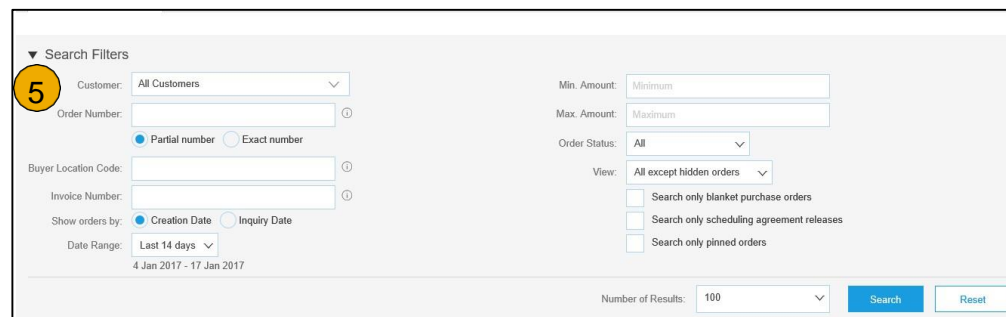 ▼ Search Filters
5
Customer: All Customers
Order Number:
Partial number Exact number
Buyer Location Code:
Invoice Number:
Show orders by: Creation Date Inquiry Date
Date Range: Last 14 days
4 Jan 2017 - 17 Jan 2017
Min. Amount: Minimum
Max. Amount: Maximum
Order Status: All
View: All except hidden orders
Search only blanket purchase orders
Search only scheduling agreement releases
Search only pinned orders
Number of Results: 100 Search Reset